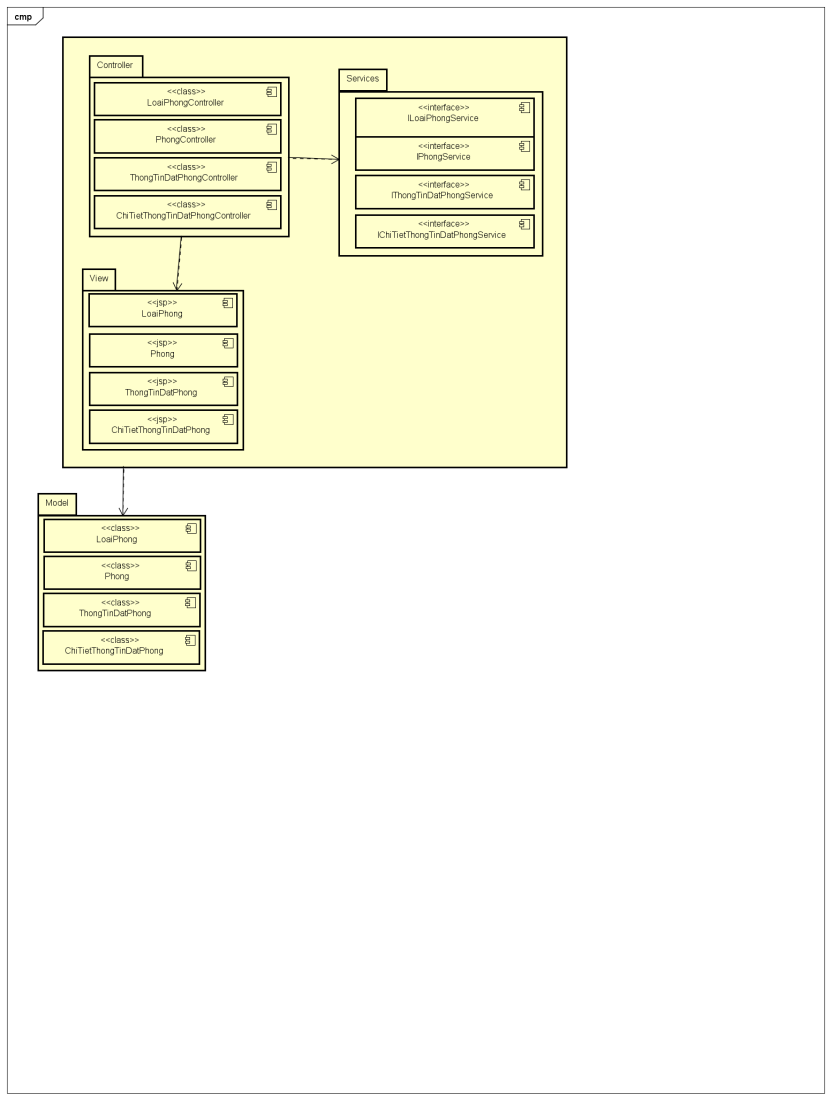 cmp
Controller
<<class>>
LoaiPhongController
<<class>>
PhongController
<<class>>
ThongTinDatPhongController
<<class>>
ChiTietThongTinDatPhongController
Services
<<interface>>
ILoaiPhongService
<<interface>>
IPhongService
<<interface>>
IThongTinDatPhongService
<<interface>>
IChiTietThongTinDatPhongService
View
<<jsp>>
LoaiPhong
<<jsp>>
Phong
<<jsp>>
ThongTinDatPhong
<<jsp>>
ChiTietThongTinDatPhong
Model
<<class>>
LoaiPhong
<<class>>
Phong
<<class>>
ThongTinDatPhong
<<class>>
ChiTietThongTinDatPhong